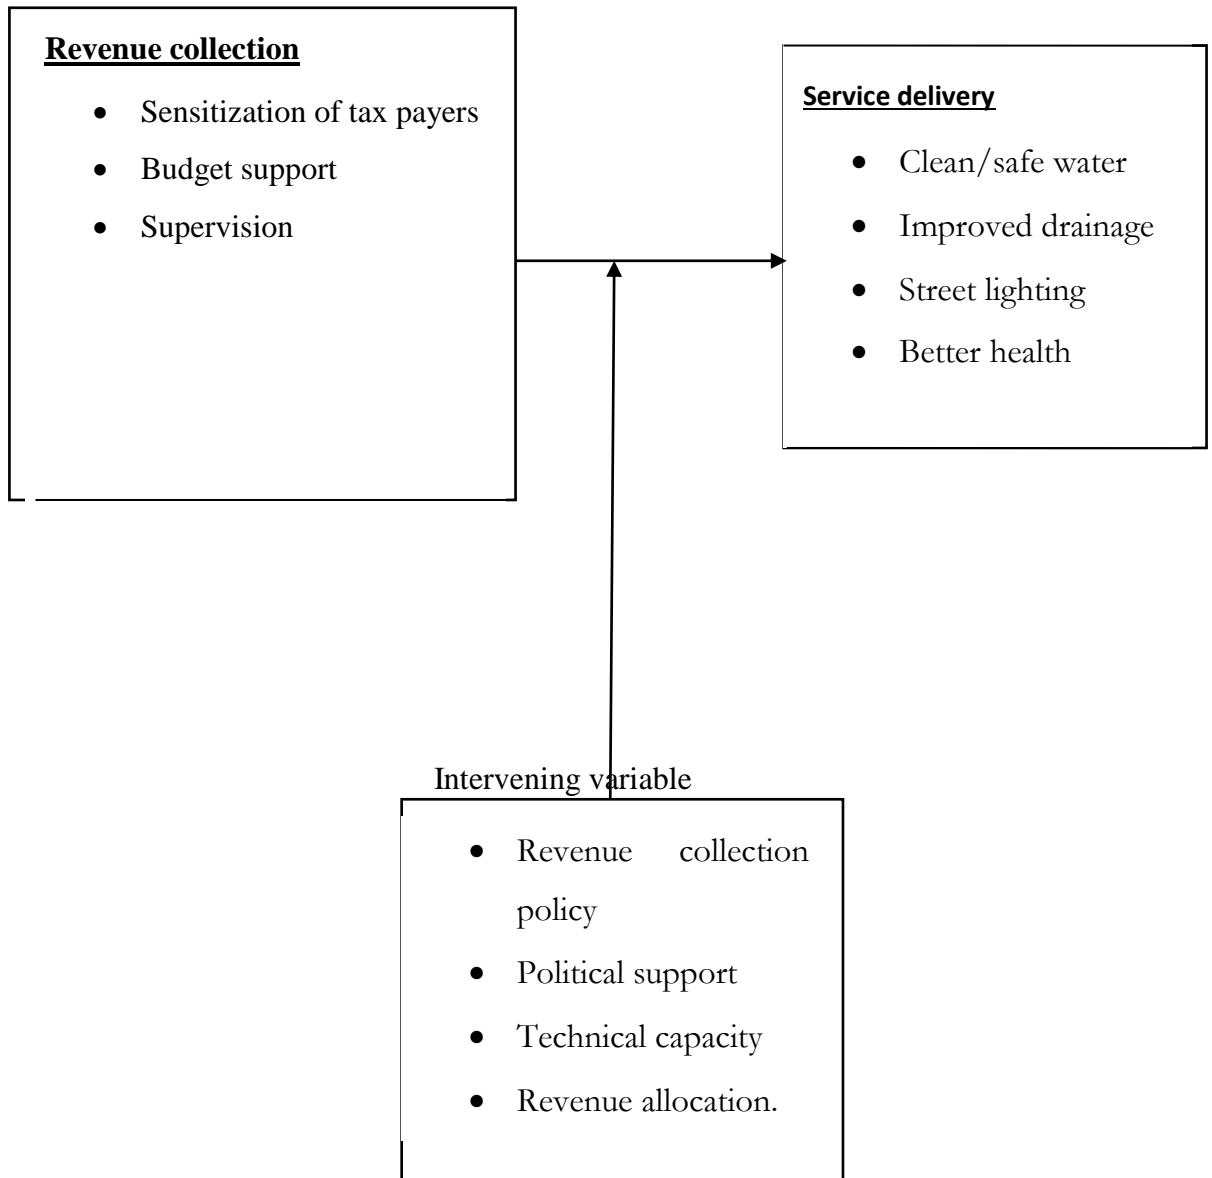 Revenue collection
• Sensitization of tax payers
• Budget support
• Supervision
Service delivery
• Clean/safe water
• Improved drainage
• Street lighting
• Better health
Intervening variable
• Revenue collection
policy
• Political support
• Technical capacity
• Revenue allocation.